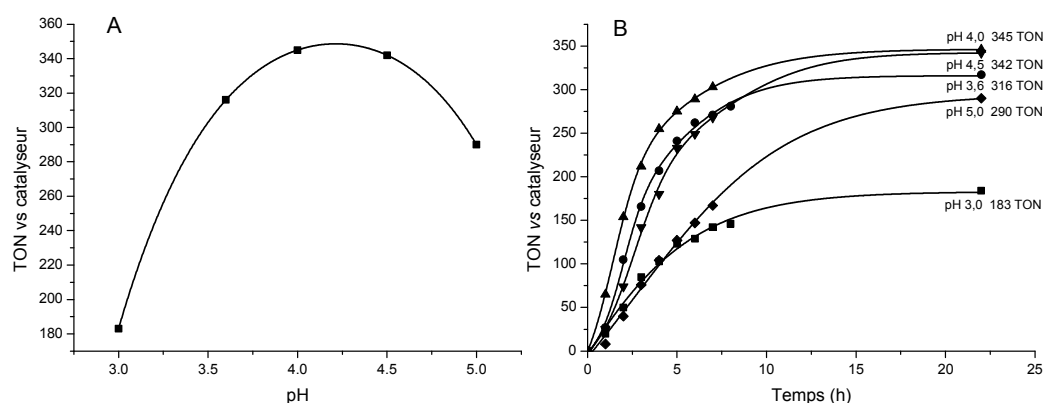 A
TON vs catalyseur
360
340
320
300
280
260
240
220
200
180
3.0
3.5
4.0
4.5
5.0
pH
B
TON vs catalyseur
350
300
250
200
150
100
50
0
pH 4,0 345 TON
pH 4,5 342 TON
pH 3,6 316 TON
pH 5,0 290 TON
pH 3,0 183 TON
0
5
10
15
20
25
Temps (h)